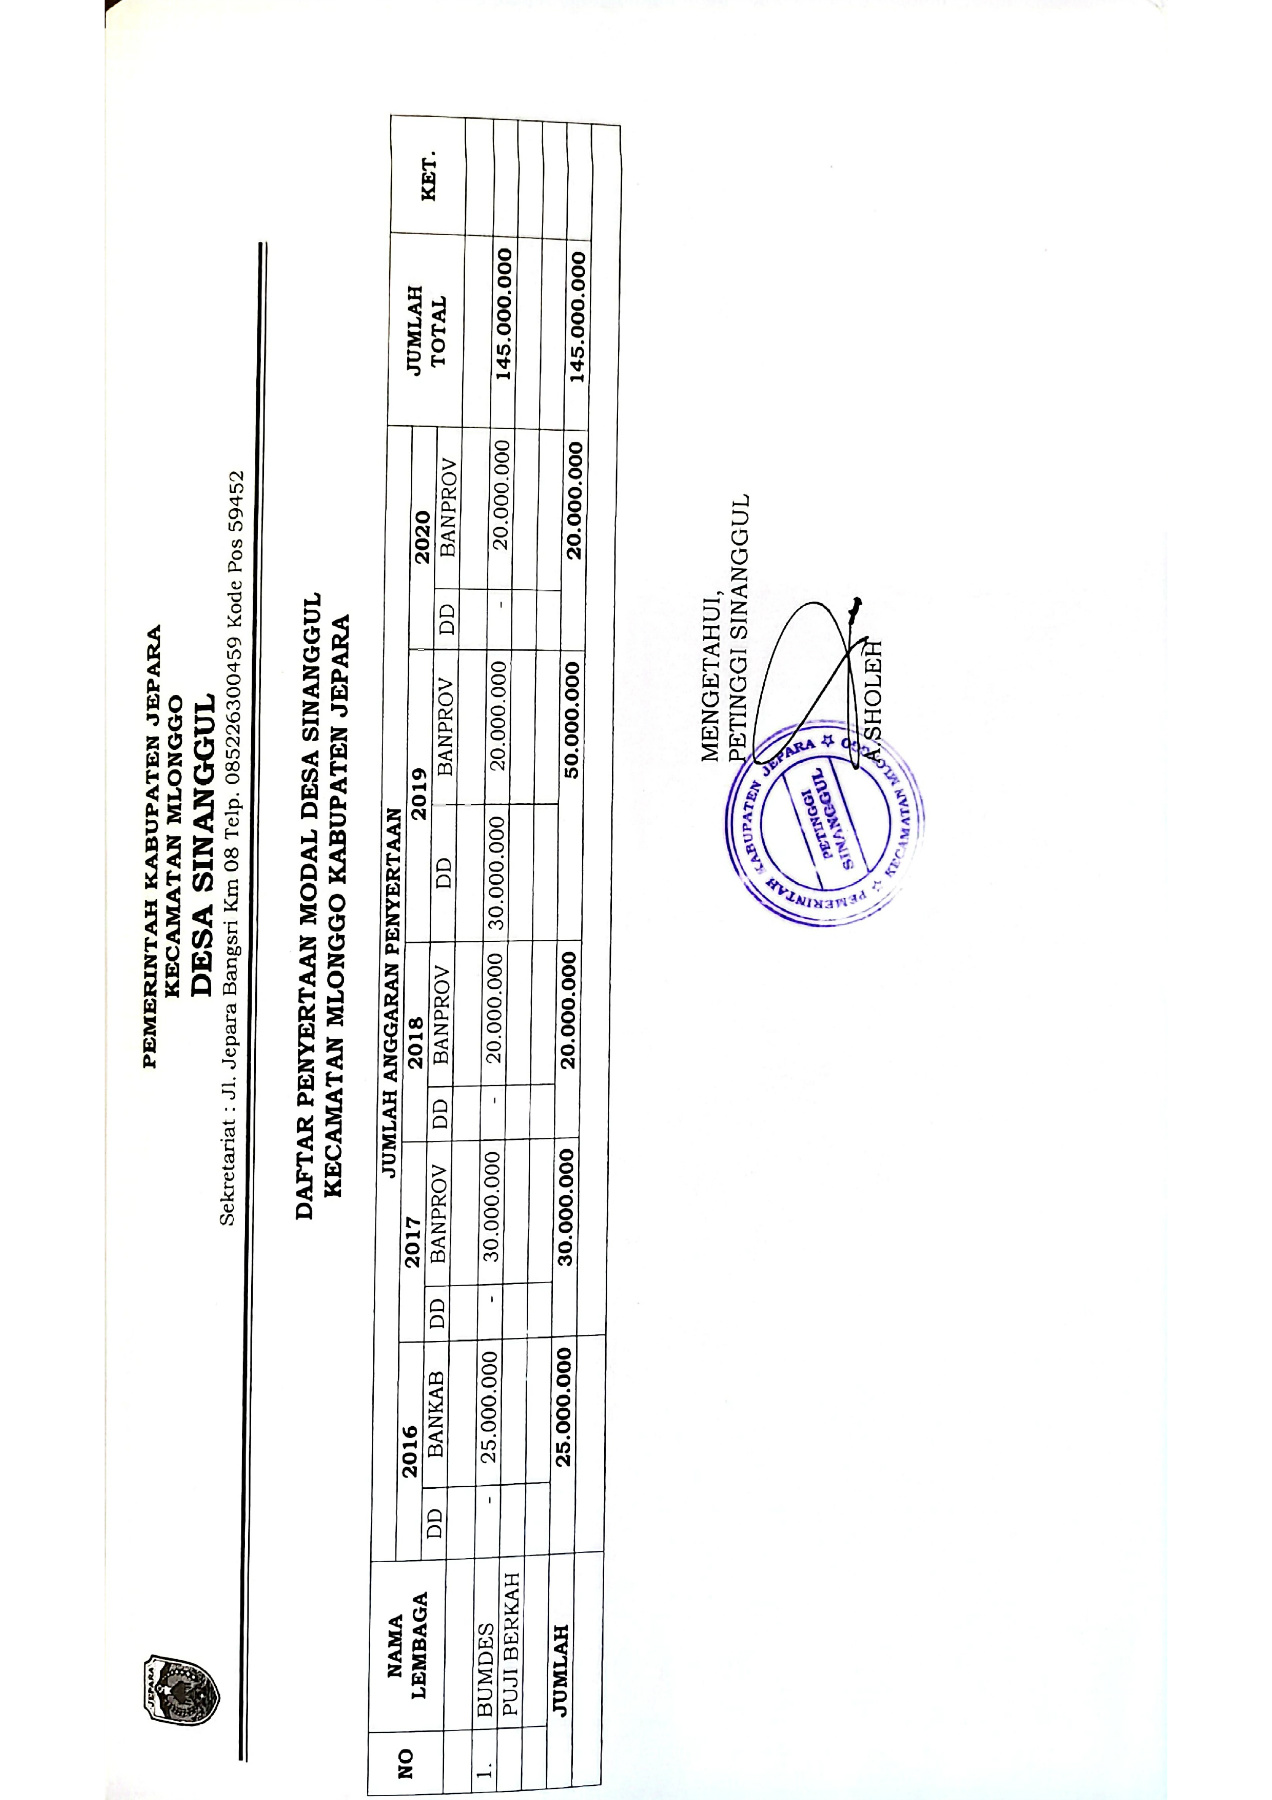 JEPARA
PEMERINTAH KABUPATEN JEPARA
KECAMATAN MLONGGO
DESA SINANGGUL
Sekretariat : Jl. Jepara Bangsri Km 08 Telp. 085226300459 Kode Pos 59452
DAFTAR PENYERTAAN MODAL DESA SINANGGUL
KECAMATAN MLONGGO KABUPATEN JEPARA
NO NAMA LEMBAGA JUMLAH ANGGARAN PENYERTAAN JUMLAH TOTAL KET.
2016 2017 2018 2019 2020
DD BANKAB DD BANPROV DD BANPROV DD BANPROV DD BANPROV
1. BUMDES - 25.000.000 - 30.000.000 - 20.000.000 30.000.000 20.000.000 - 20.000.000 145.000.000
PUJI BERKAH
JUMLAH 25.000.000 30.000.000 20.000.000 50.000.000 20.000.000 145.000.000
MENGETAHUI,
PETINGGI SINANGGUL
PEMERINTAH KABUPATEN JEPARA
KECAMATAN MLONGGO
PETINGGI
SINANGGUL
A.SHOLEH